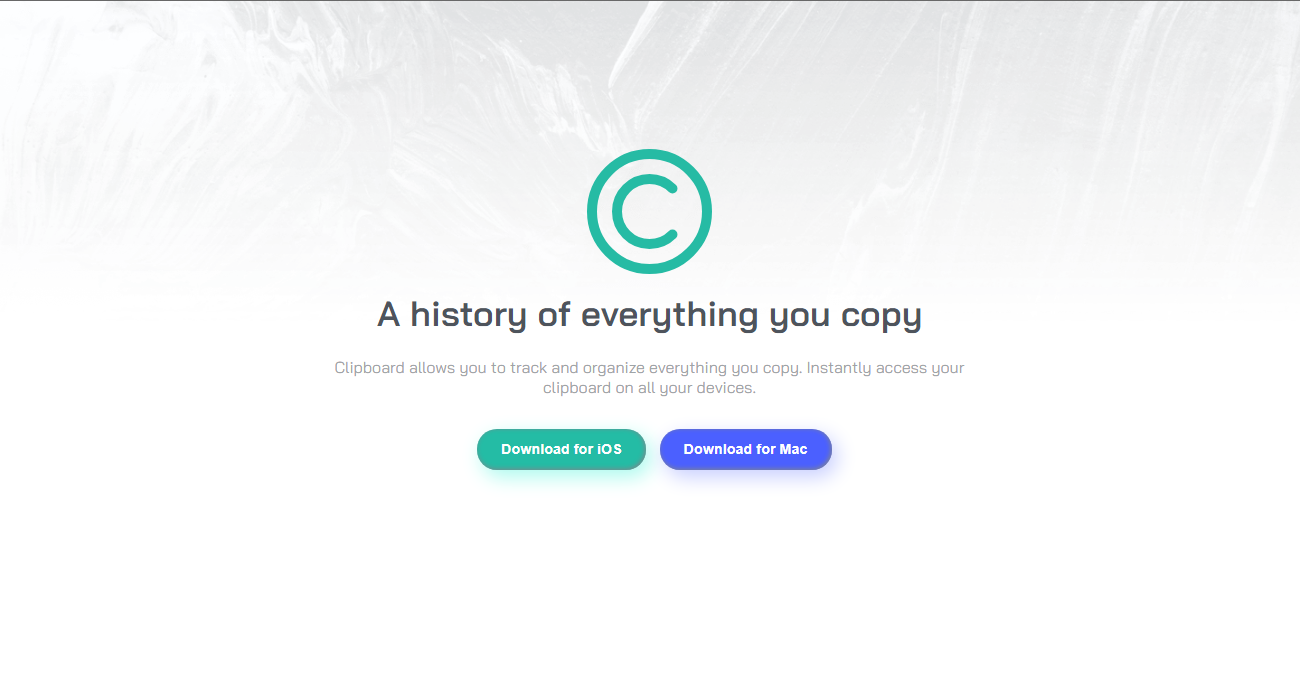 A history of everything you copy
Clipboard allows you to track and organize everything you copy. Instantly access your
clipboard on all your devices.
Download for iOS
Download for Mac